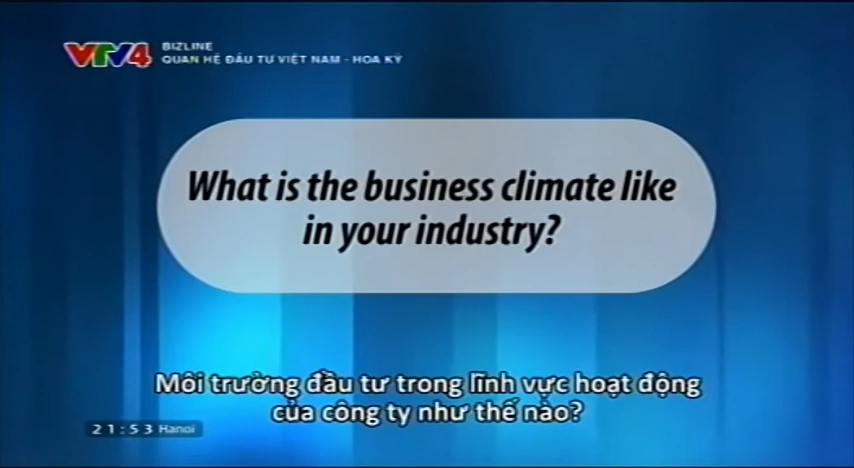 VTV4
BIZLINE
QUAN HỆ ĐẦU TƯ VIỆT NAM - HOA KỲ
What is the business climate like
in your industry?
Môi trường đầu tư trong lĩnh vực hoạt động
của công ty như thế nào?
21:53 Hanoi